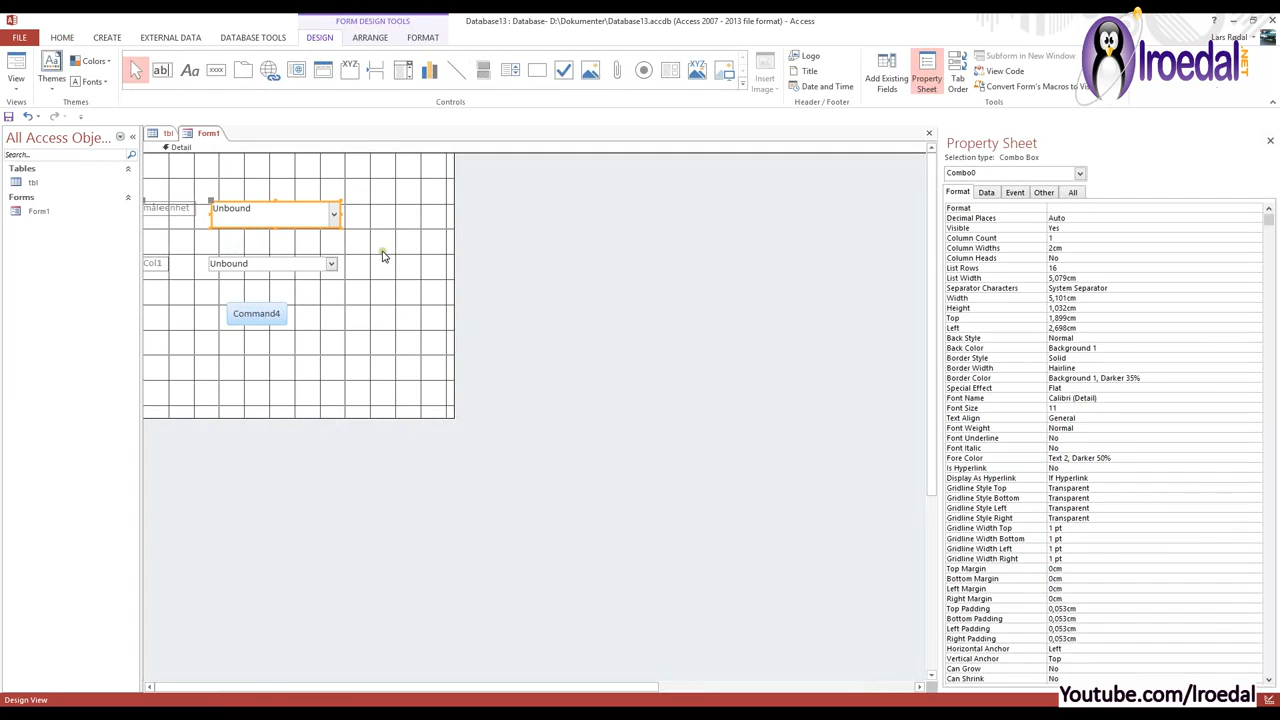 FORM DESIGN TOOLS
Database13 : Database- D:\Dokumenter\Database13.accdb (Access 2007 - 2013 file format) - Access
FILE HOME CREATE EXTERNAL DATA DATABASE TOOLS DESIGN ARRANGE FORMAT
Lars Rødal
lroedal.NET
View
Views
Themes
Colors
Fonts
Themes
Controls
Insert
Image
Logo
Title
Date and Time
Header / Footer
Add Existing
Fields
Property
Sheet
Tab
Order
Subform in New Window
View Code
Convert Form's Macros to Vi
Tools
All Access Obje...
Search...
Tables
tbl
Forms
Form1
tbl Form1
Detail
måleenhet Unbound
Col1 Unbound
Command4
Property Sheet
Selection type: Combo Box
Combo0
Format Data Event Other All
Format
Decimal Places Auto
Visible Yes
Column Count 1
Column Widths 2cm
Column Heads No
List Rows 16
List Width 5,079cm
Separator Characters System Separator
Width 5,101cm
Height 1,032cm
Top 1,899cm
Left 2,698cm
Back Style Normal
Back Color Background 1
Border Style Solid
Border Width Hairline
Border Color Background 1, Darker 35%
Special Effect Flat
Font Name Calibri (Detail)
Font Size 11
Text Align General
Font Weight Normal
Font Underline No
Font Italic No
Fore Color Text 2, Darker 50%
Is Hyperlink No
Display As Hyperlink If Hyperlink
Gridline Style Top Transparent
Gridline Style Bottom Transparent
Gridline Style Left Transparent
Gridline Style Right Transparent
Gridline Width Top 1 pt
Gridline Width Bottom 1 pt
Gridline Width Left 1 pt
Gridline Width Right 1 pt
Top Margin 0cm
Bottom Margin 0cm
Left Margin 0cm
Right Margin 0cm
Top Padding 0,053cm
Bottom Padding 0,053cm
Left Padding 0,053cm
Right Padding 0,053cm
Horizontal Anchor Left
Vertical Anchor Top
Can Grow No
Can Shrink No
Design View
Youtube.com/lroedal